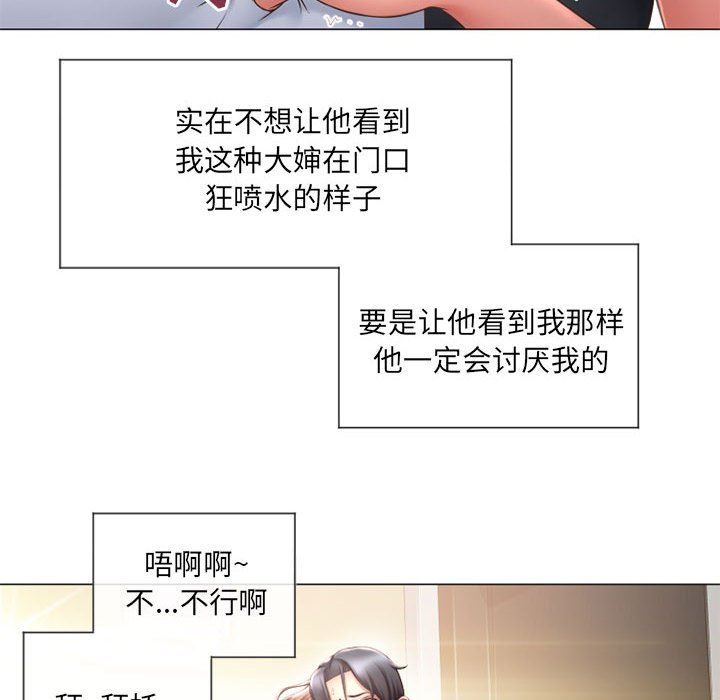 实在不想让他看到
我这种大婶在门口
狂喷水的样子
要是让他看到我那样
他一定会讨厌我的
唔啊啊~
不...不行啊